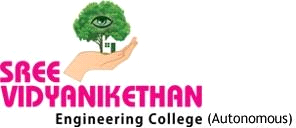 SREE
VIDYANIKETHAN
Engineering College (Autonomous)